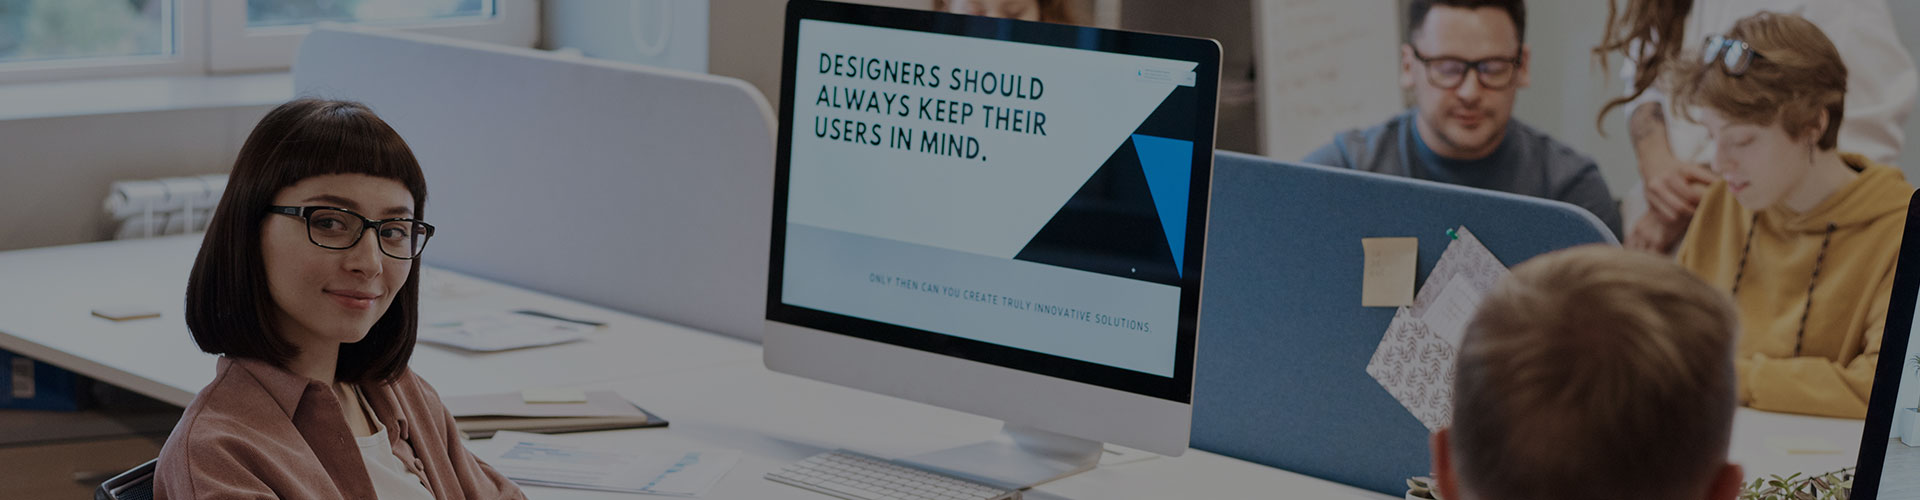 DESIGNERS SHOULD
ALWAYS KEEP THEIR
USERS IN MIND.
ONLY THEN CAN YOU CREATE TRULY INNOVATIVE SOLUTIONS.